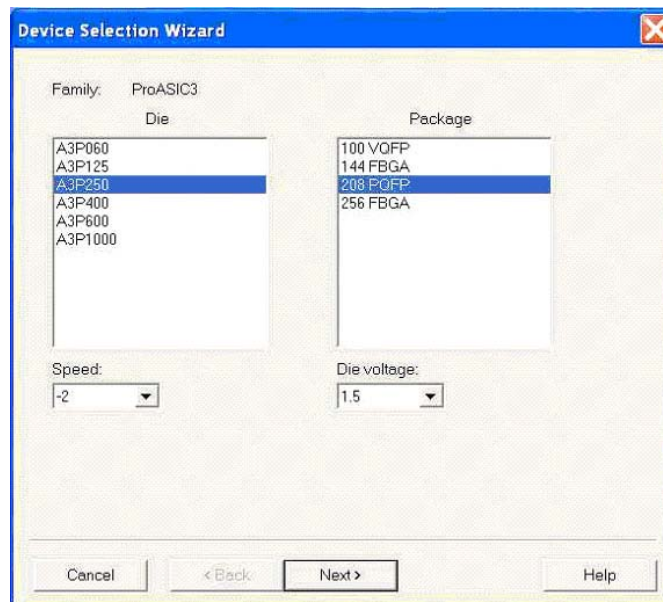 Device Selection Wizard
Family: ProASIC3
Die
Package
A3P060
A3P125
A3P250
A3P400
A3P600
A3P1000
100 VQFP
144 FBGA
208 PQFP
256 FBGA
Speed:
-2
Die voltage:
1.5
Cancel
< Back
Next >
Help